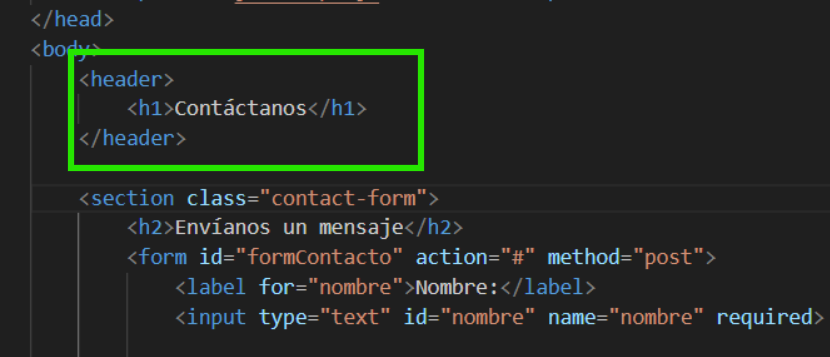 </head>
<body>
<header>
<h1>Contáctanos</h1>
</header>
<section class="contact-form">
<h2>Envíanos un mensaje</h2>
<form id="formContacto" action="#" method="post">
<label for="nombre">Nombre:</label>
<input type="text" id="nombre" name="nombre" required>